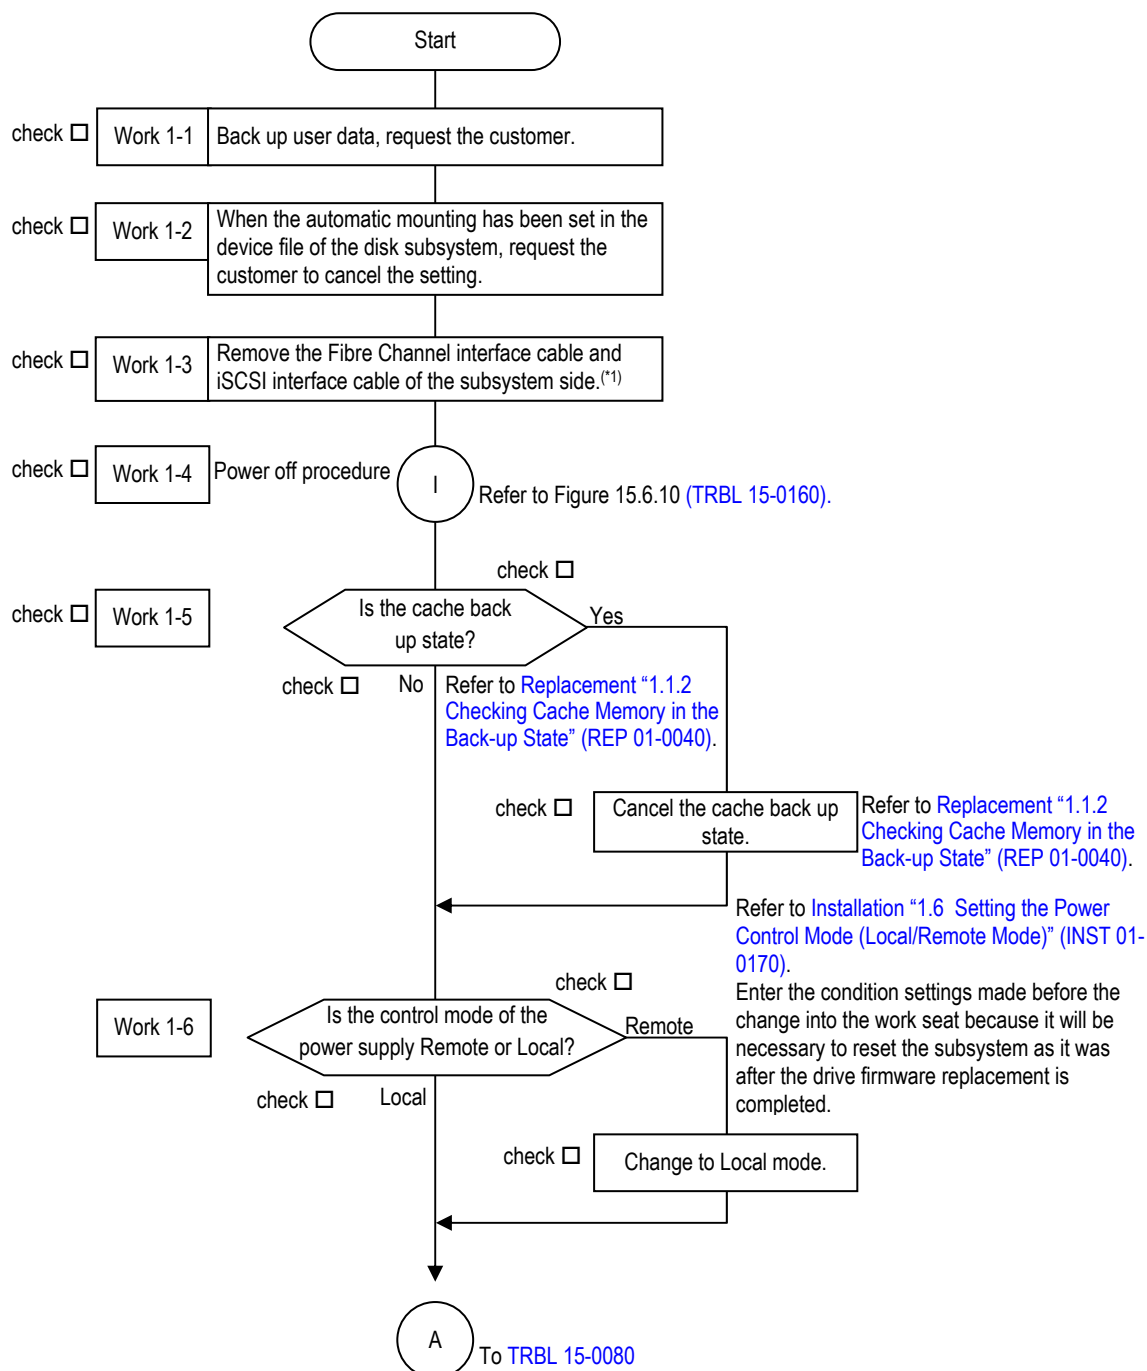 Start
check □ Work 1-1 Back up user data, request the customer.
check □ Work 1-2 When the automatic mounting has been set in the
device file of the disk subsystem, request the
customer to cancel the setting.
check □ Work 1-3 Remove the Fibre Channel interface cable and
iSCSI interface cable of the subsystem side.(*1)
check □ Work 1-4 Power off procedure I
Refer to Figure 15.6.10 (TRBL 15-0160).
check □
check □ Work 1-5 Is the cache back
up state?
Yes
check □ No
Refer to Replacement “1.1.2
Checking Cache Memory in the
Back-up State” (REP 01-0040).
check □ Cancel the cache back up
state.
Refer to Replacement “1.1.2
Checking Cache Memory in the
Back-up State” (REP 01-0040).
Refer to Installation “1.6 Setting the Power
Control Mode (Local/Remote Mode)” (INST 01-
0170).
Enter the condition settings made before the
change into the work seat because it will be
necessary to reset the subsystem as it was
after the drive firmware replacement is
completed.
check □
Work 1-6 Is the control mode of the
power supply Remote or Local?
Remote
check □ Local
check □ Change to Local mode.
A
To TRBL 15-0080